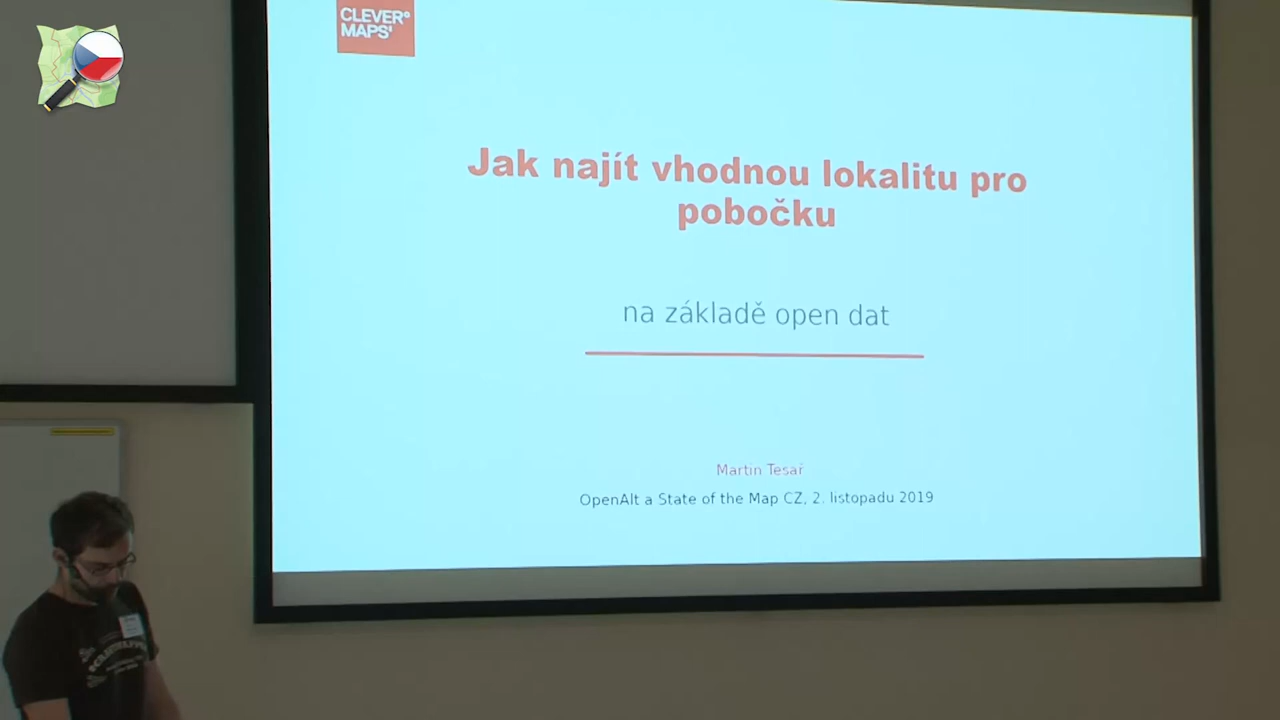 CLEVER°
MAPS'
Jak najít vhodnou lokalitu pro
pobočku
na základě open dat
Martin Tesař
OpenAlt a State of the Map CZ, 2. listopadu 2019